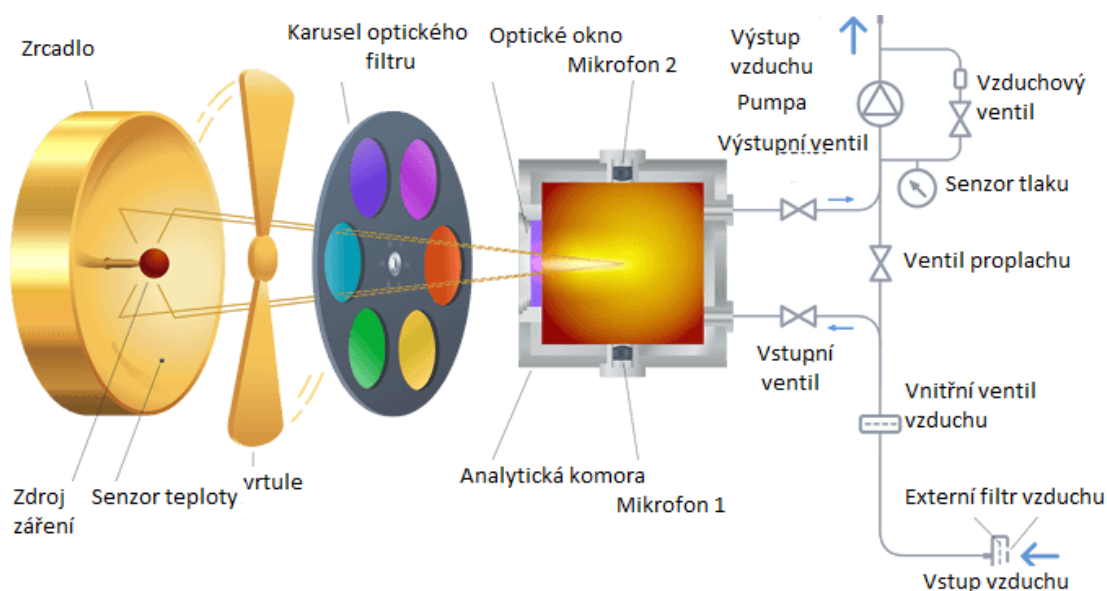 Zrcadlo
Karusel optického
filtru
Optické okno
Mikrofon 2
Výstup
vzduchu
Pumpa
Výstupní ventil
Vzduchový
ventil
Senzor tlaku
Ventil proplachu
Vstupní
ventil
Vnitřní ventil
vzduchu
Zdroj
záření
Senzor teploty
vrtule
Analytická komora
Mikrofon 1
Externí filtr vzduchu
Vstup vzduchu